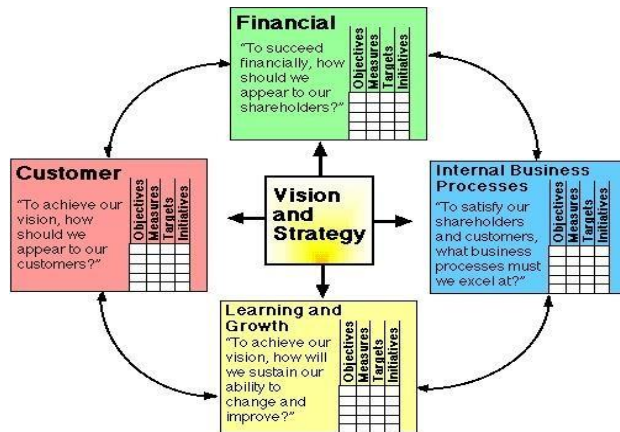 Financial
“To succeed
financially, how
should we
appear to our
shareholders?”
Objectives
Measures
Targets
Initiatives
Customer
“To achieve our
vision, how
should we
appear to our
customers?”
Objectives
Measures
Targets
Initiatives
Vision
and
Strategy
Internal Business
Processes
“To satisfy our
shareholders
and customers,
what business
processes must
we excel at?”
Objectives
Measures
Targets
Initiatives
Learning and
Growth
“To achieve our
vision, how will
we sustain our
ability to
change and
improve?”
Objectives
Measures
Targets
Initiatives